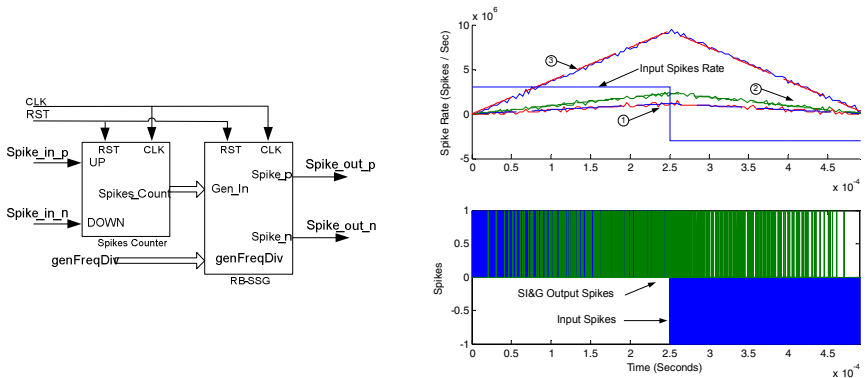 CLK
RST
RST CLK
UP
Spike_in_p
Spikes_Count
Spike_in_n
DOWN
Spikes Counter
genFreqDiv
RST CLK
Spike_p
Gen_In
Spike_n
genFreqDiv
RB-SSG
Spike_out_p
Spike_out_n
x 10^6
10
5
0
-5
Spike Rate (Spikes / Sec)
3
Input Spikes Rate
2
1
0 0.5 1 1.5 2 2.5 3 3.5 4 4.5
x 10^-4
1
0.5
0
-0.5
-1
Spikes
SI&G Output Spikes
Input Spikes
0 0.5 1 1.5 2 2.5 3 3.5 4 4.5
Time (Seconds)
x 10^-4